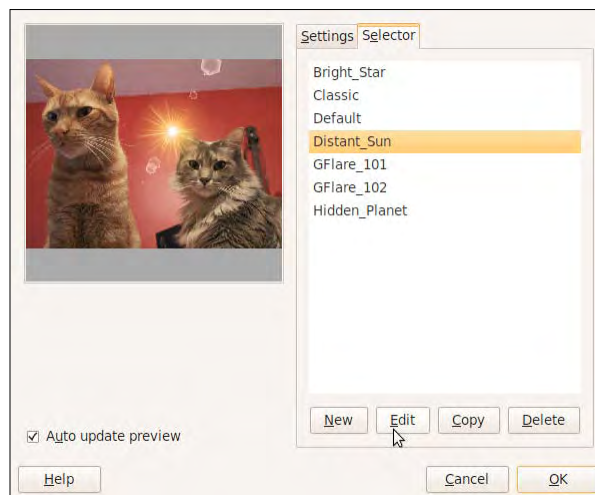 Settings Selector
Bright_Star
Classic
Default
Distant_Sun
GFlare_101
GFlare_102
Hidden_Planet
New Edit Copy Delete
Auto update preview
Help Cancel OK